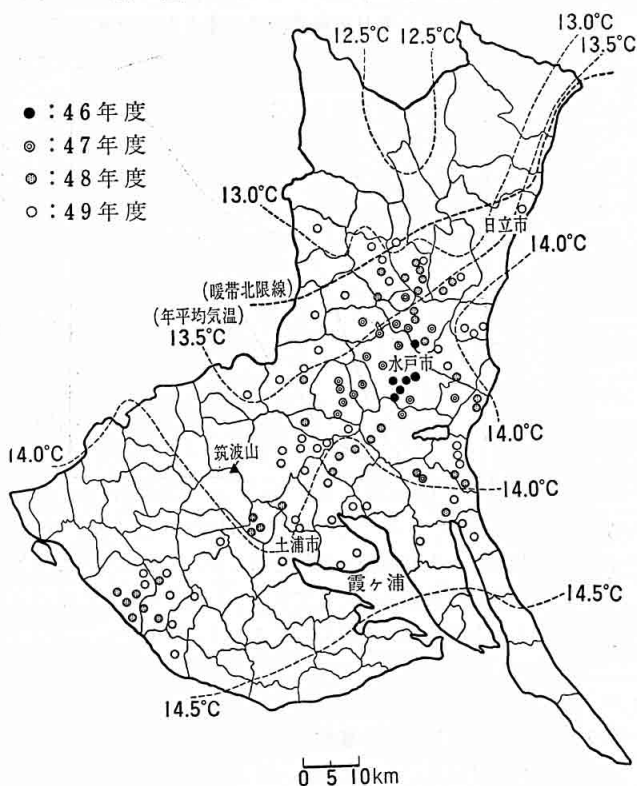 12.5℃ 12.5℃ 13.0℃
13.5℃
●：46年度
◎：47年度
◍：48年度
○：49年度
13.0℃
日立市
14.0℃
(暖帯北限線)
(年平均気温)
13.5℃
水戸市
14.0℃
筑波山
14.0℃
14.0℃
土浦市
霞ヶ浦
14.5℃
14.5℃
0 5 10km